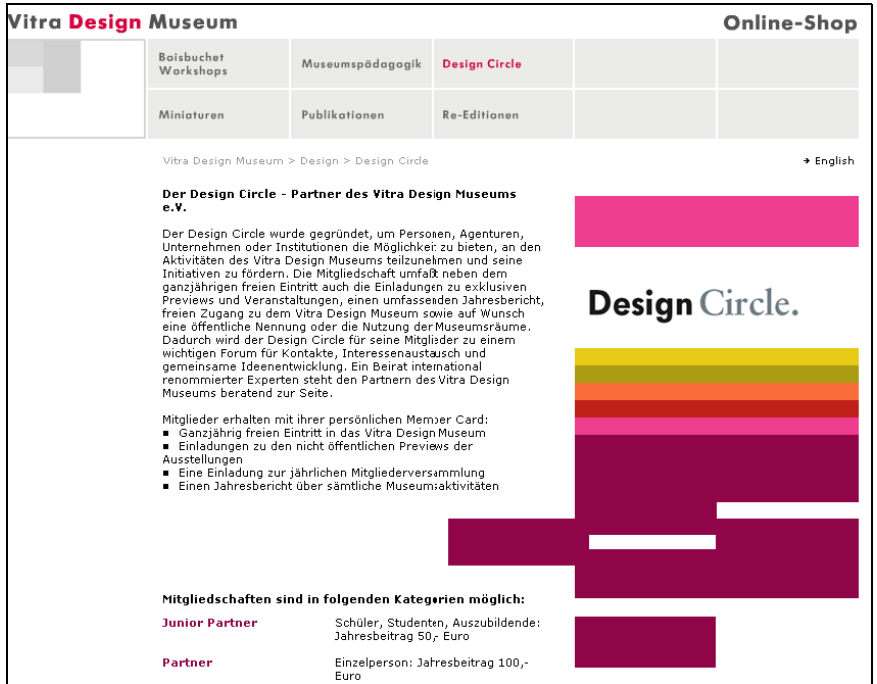 Vitra Design Museum Online-Shop
Boisbuchet
Workshops
Museumspädagogik
Design Circle
Miniaturen
Publikationen
Re-Editionen
Vitra Design Museum > Design > Design Circle
→ English
Der Design Circle - Partner des Vitra Design Museums
e.V.
Der Design Circle wurde gegründet, um Personen, Agenturen,
Unternehmen oder Institutionen die Möglichkeit zu bieten, an den
Aktivitäten des Vitra Design Museums teilzunehmen und seine
Initiativen zu fördern. Die Mitgliedschaft umfaßt neben dem
ganzjährigen freien Eintritt auch die Einladungen zu exklusiven
Previews und Veranstaltungen, einen umfassenden Jahresbericht,
freien Zugang zu dem Vitra Design Museum sowie auf Wunsch
eine öffentliche Nennung oder die Nutzung der Museumsräume.
Dadurch wird der Design Circle für seine Mitglieder zu einem
wichtigen Forum für Kontakte, Interessenaustausch und
gemeinsame Ideenentwicklung. Ein Beirat international
renommierter Experten steht den Partnern des Vitra Design
Museums beratend zur Seite.
Mitglieder erhalten mit ihrer persönlichen Member Card:
▪ Ganzjährig freien Eintritt in das Vitra Design Museum
▪ Einladungen zu den nicht öffentlichen Previews der
Ausstellungen
▪ Eine Einladung zur jährlichen Mitgliederversammlung
▪ Einen Jahresbericht über sämtliche Museumsaktivitäten
Design Circle.
Mitgliedschaften sind in folgenden Kategorien möglich:
Junior Partner Schüler, Studenten, Auszubildende:
Jahresbeitrag 50,- Euro
Partner Einzelperson: Jahresbeitrag 100,-
Euro